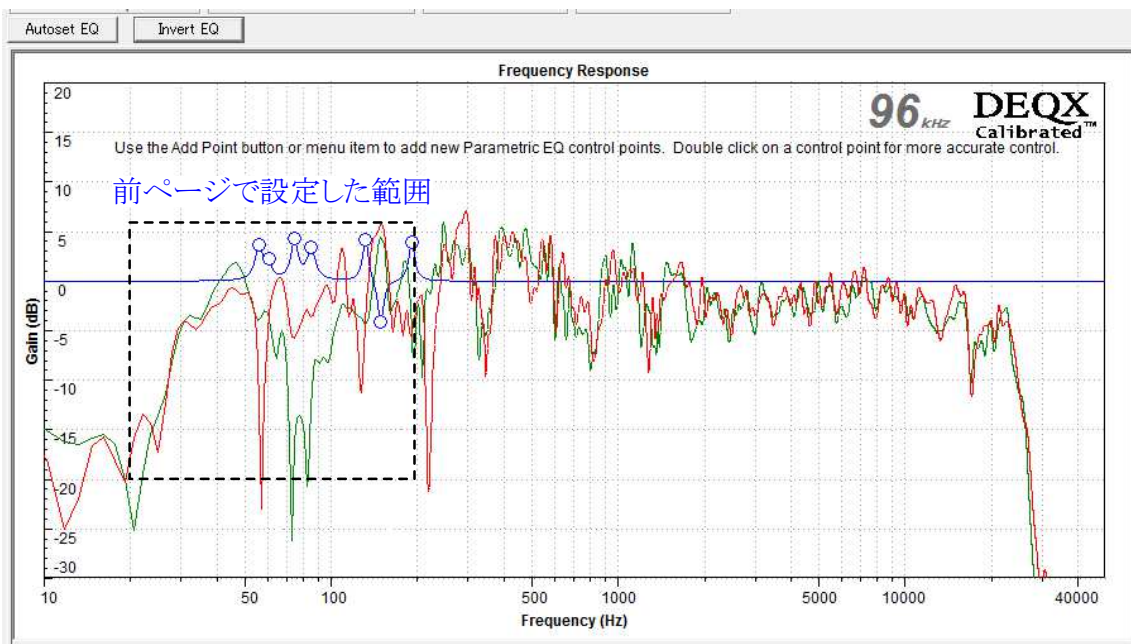 Autoset EQ
Invert EQ
Frequency Response
96 kHz
DEQX
Calibrated™
Use the Add Point button or menu item to add new Parametric EQ control points. Double click on a control point for more accurate control.
前ページで設定した範囲
Gain (dB)
20
15
10
5
0
-5
-10
-15
-20
-25
-30
10
50
100
500
1000
5000
10000
40000
Frequency (Hz)